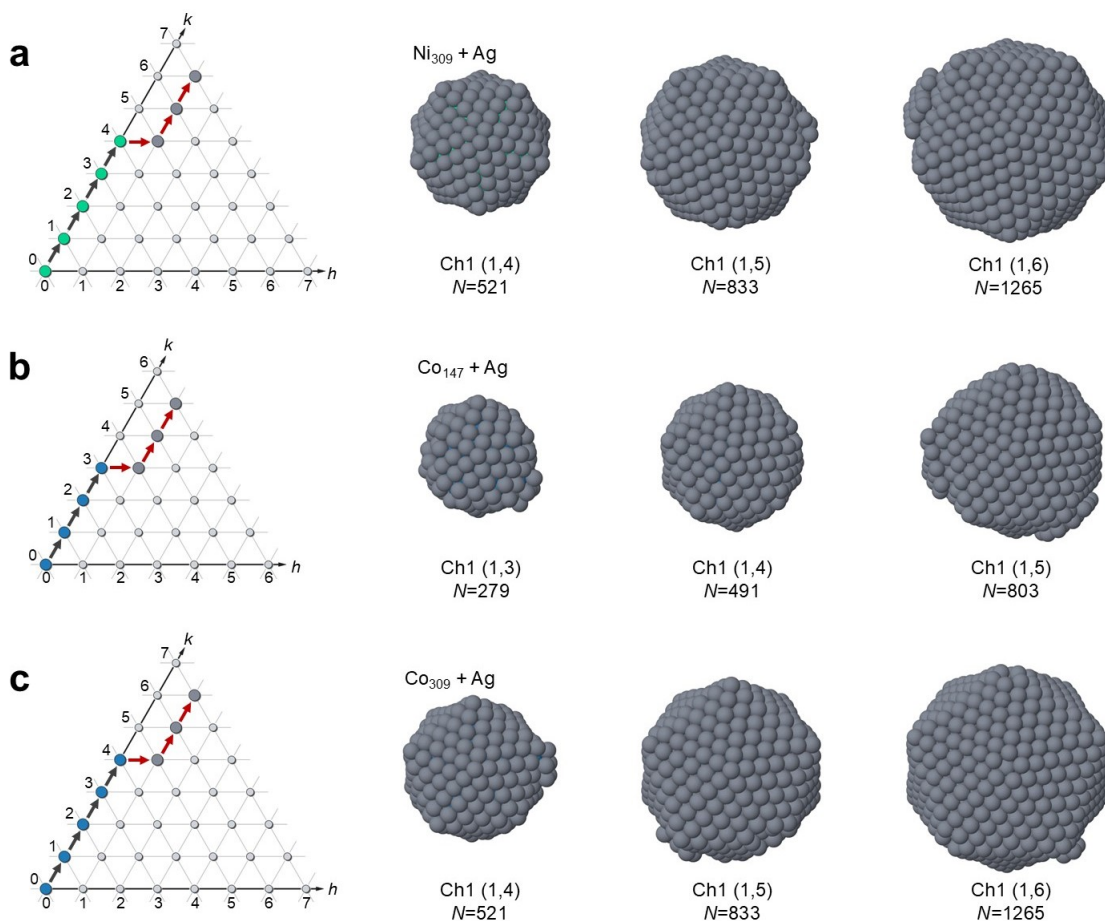 a
k
7
6
5
4
3
2
1
0
0 1 2 3 4 5 6 7 h
Ni309 + Ag
Ch1 (1,4)
N=521
Ch1 (1,5)
N=833
Ch1 (1,6)
N=1265
b
k
6
5
4
3
2
1
0
0 1 2 3 4 5 6 h
Co147 + Ag
Ch1 (1,3)
N=279
Ch1 (1,4)
N=491
Ch1 (1,5)
N=803
c
k
7
6
5
4
3
2
1
0
0 1 2 3 4 5 6 7 h
Co309 + Ag
Ch1 (1,4)
N=521
Ch1 (1,5)
N=833
Ch1 (1,6)
N=1265